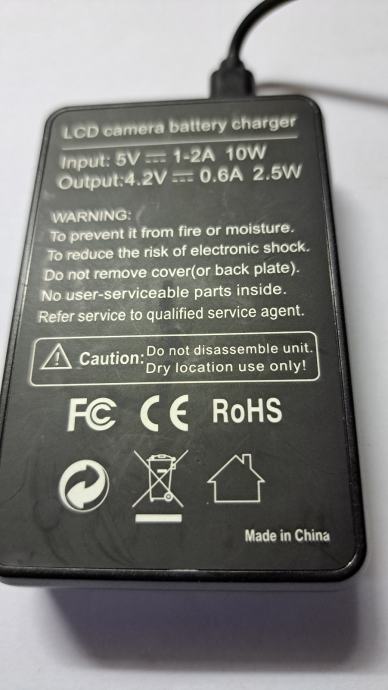 LCD camera battery charger
Input: 5V ⎓ 1-2A 10W
Output:4.2V ⎓ 0.6A 2.5W
WARNING:
To prevent it from fire or moisture.
To reduce the risk of electronic shock.
Do not remove cover(or back plate).
No user-serviceable parts inside.
Refer service to qualified service agent.
Caution: Do not disassemble unit.
Dry location use only!
FC CE RoHS
Made in China